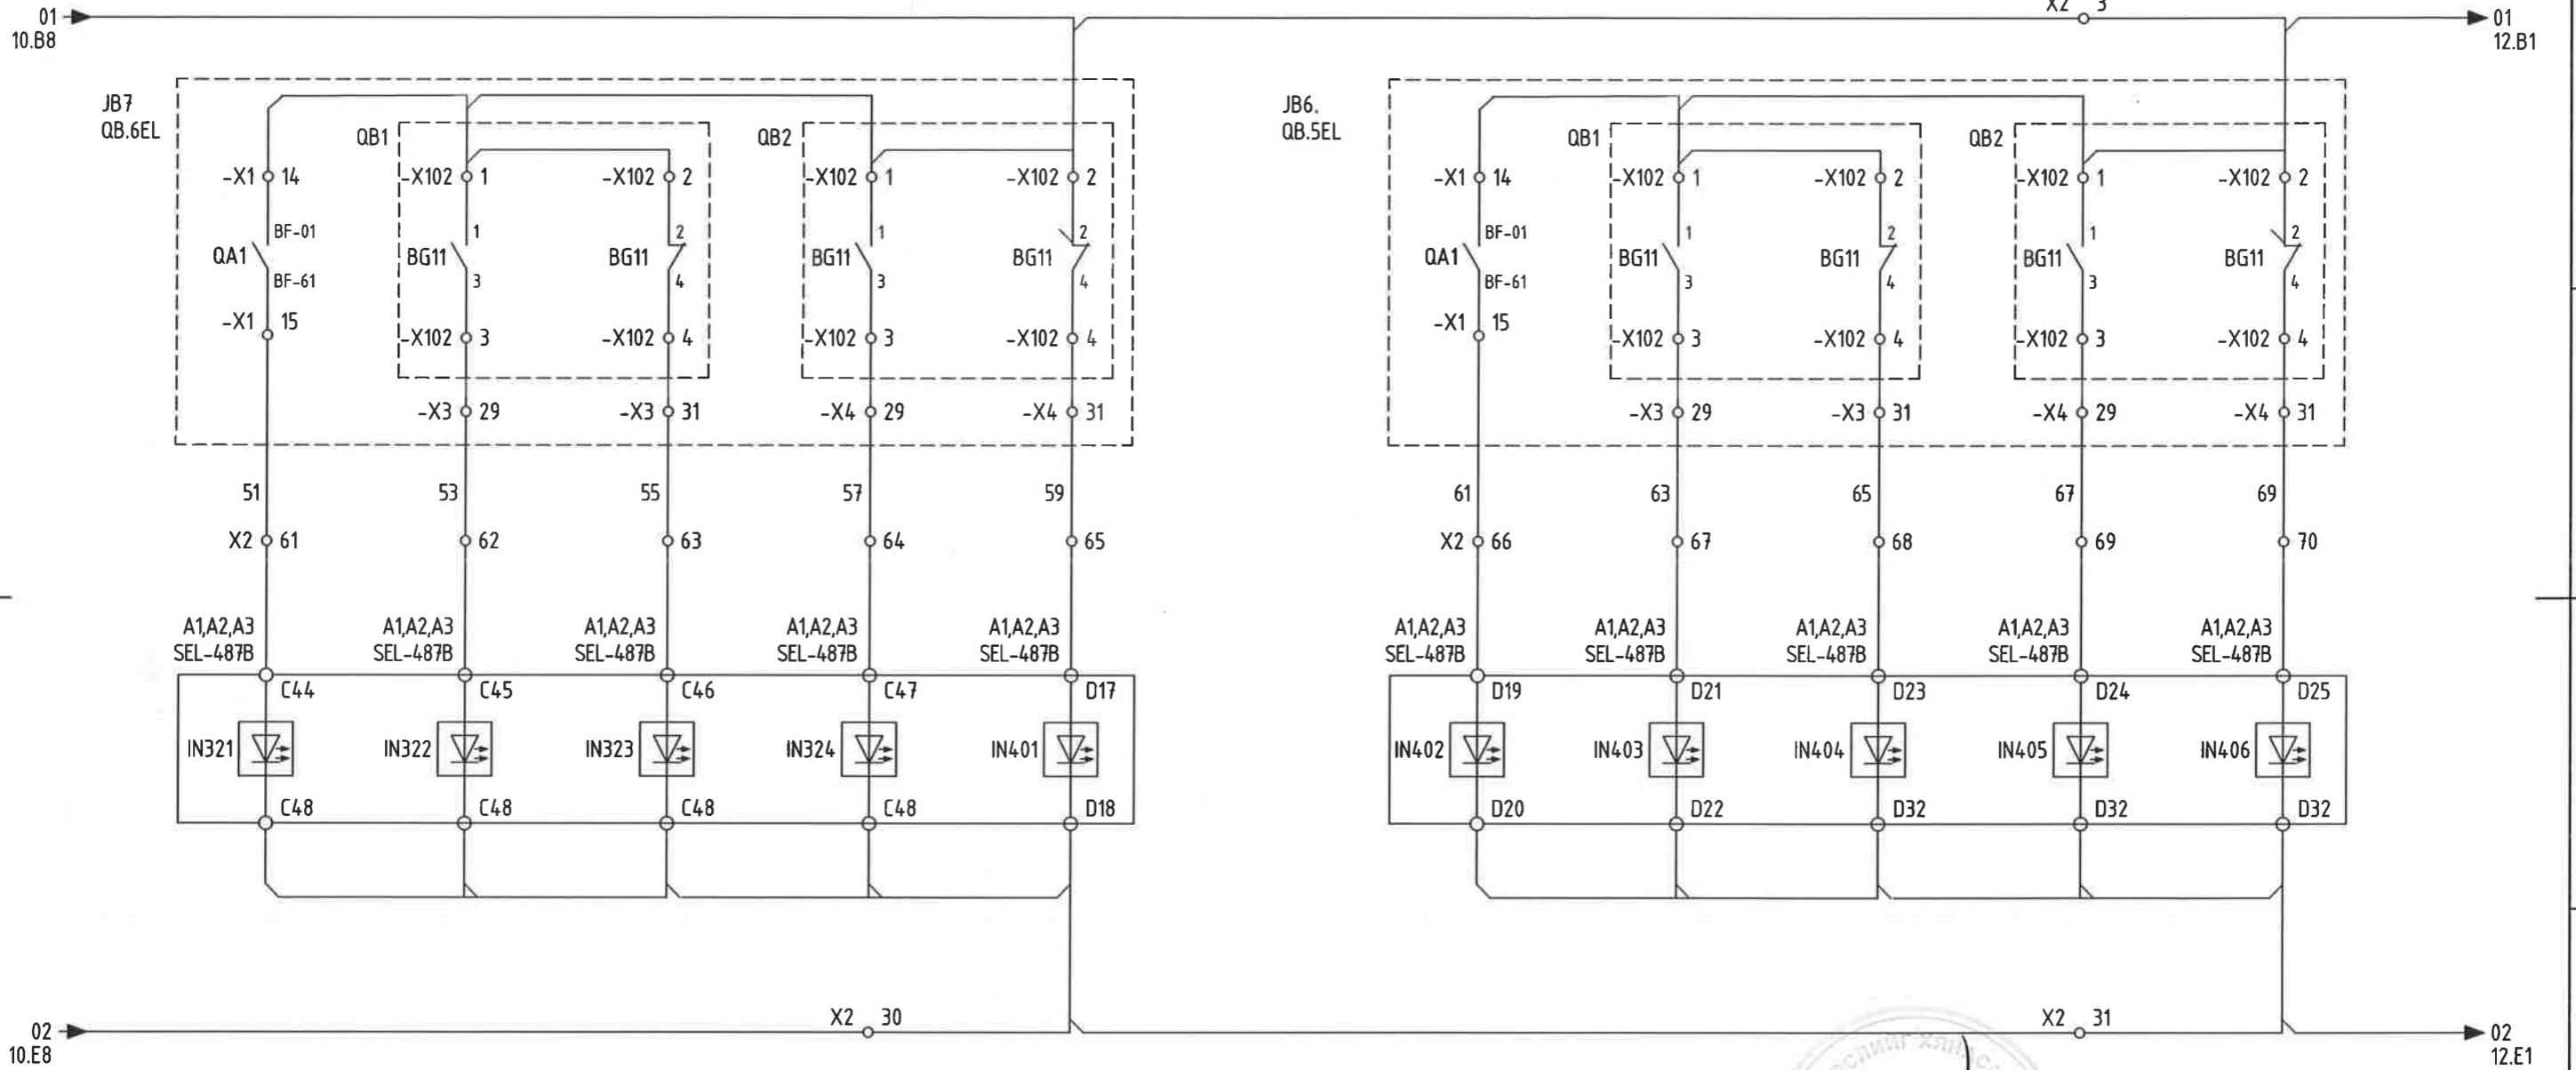 01
10.B8
X2 3
01
12.B1
JB7
QB.6EL
QB1
QB2
JB6.
QB.5EL
QB1
QB2
-X1 14
-X102 1
-X102 2
-X102 1
-X102 2
-X1 14
-X102 1
-X102 2
-X102 1
-X102 2
BF-01
1
2
1
2
BF-01
1
2
1
2
QA1
BG11
BG11
BG11
BG11
QA1
BG11
BG11
BG11
BG11
BF-61
3
4
3
4
BF-61
3
4
3
4
-X1 15
-X102 3
-X102 4
-X102 3
-X102 4
-X1 15
-X102 3
-X102 4
-X102 3
-X102 4
-X3 29
-X3 31
-X4 29
-X4 31
-X3 29
-X3 31
-X4 29
-X4 31
51
53
55
57
59
61
63
65
67
69
X2 61
62
63
64
65
X2 66
67
68
69
70
A1,A2,A3
SEL-487B
A1,A2,A3
SEL-487B
A1,A2,A3
SEL-487B
A1,A2,A3
SEL-487B
A1,A2,A3
SEL-487B
A1,A2,A3
SEL-487B
A1,A2,A3
SEL-487B
A1,A2,A3
SEL-487B
A1,A2,A3
SEL-487B
A1,A2,A3
SEL-487B
C44
C45
C46
C47
D17
D19
D21
D23
D24
D25
IN321
IN322
IN323
IN324
IN401
IN402
IN403
IN404
IN405
IN406
C48
C48
C48
C48
D18
D20
D22
D32
D32
D32
02
10.E8
X2 30
X2 31
02
12.E1